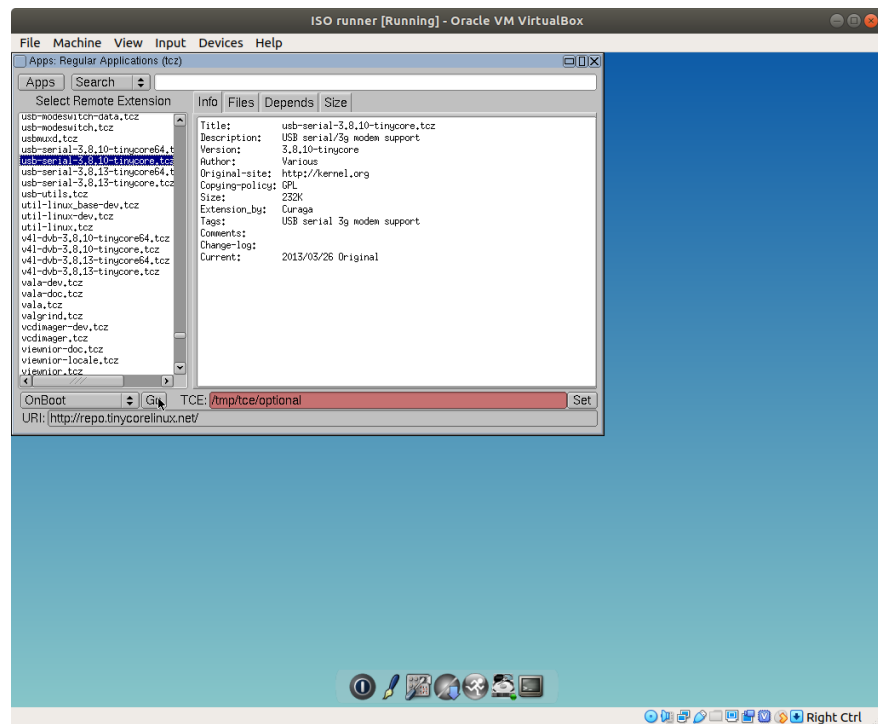 ISO runner [Running] - Oracle VM VirtualBox
File Machine View Input Devices Help
Apps: Regular Applications (tcz)
Apps Search
Select Remote Extension
Info Files Depends Size
usb-modeswitch-data.tcz
usb-modeswitch.tcz
usbmuxd.tcz
usb-serial-3.8.10-tinycore64.t
usb-serial-3.8.10-tinycore.tcz
usb-serial-3.8.13-tinycore64.t
usb-serial-3.8.13-tinycore.tcz
usb-utils.tcz
util-linux_base-dev.tcz
util-linux-dev.tcz
util-linux.tcz
v4l-dvb-3.8.10-tinycore64.tcz
v4l-dvb-3.8.10-tinycore.tcz
v4l-dvb-3.8.13-tinycore64.tcz
v4l-dvb-3.8.13-tinycore.tcz
vala-dev.tcz
vala-doc.tcz
vala.tcz
valgrind.tcz
vcdimager-dev.tcz
vcdimager.tcz
viewnior-doc.tcz
viewnior-locale.tcz
viewnior.tcz
Title: usb-serial-3.8.10-tinycore.tcz
Description: USB serial/3g modem support
Version: 3.8.10-tinycore
Author: Various
Original-site: http://kernel.org
Copying-policy: GPL
Size: 232K
Extension_by: Curaga
Tags: USB serial 3g modem support
Comments:
Change-log:
Current: 2013/03/26 Original
OnBoot Go TCE: /tmp/tce/optional Set
URI: http://repo.tinycorelinux.net/
Right Ctrl